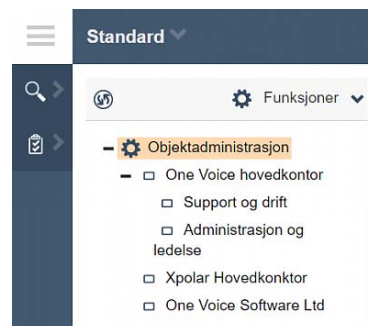 Standard
Funksjoner
Objektadministrasjon
One Voice hovedkontor
Support og drift
Administrasjon og
ledelse
Xpolar Hovedkonktor
One Voice Software Ltd